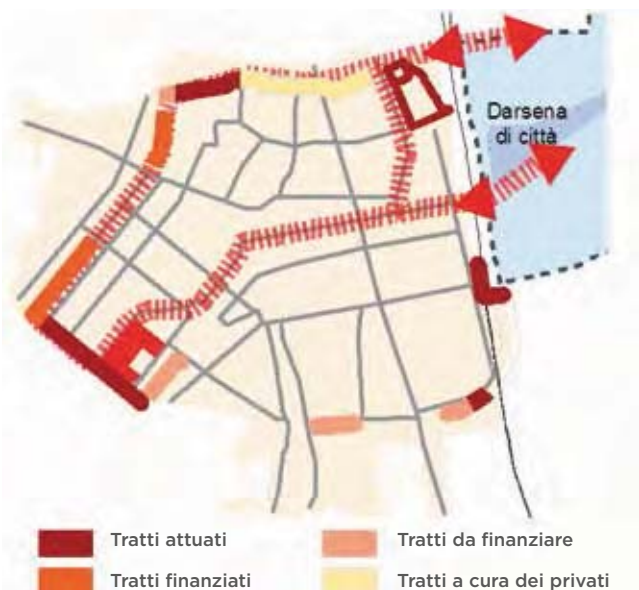 Darsena
di città
Tratti attuati
Tratti da finanziare
Tratti finanziati
Tratti a cura dei privati